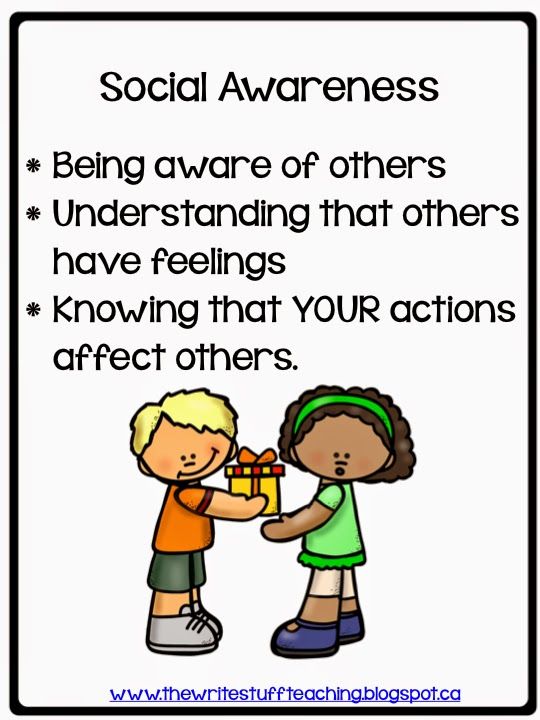 Social Awareness
* Being aware of others
* Understanding that others
have feelings
* Knowing that YOUR actions
affect others.
www.thewritestuffteaching.blogspot.ca